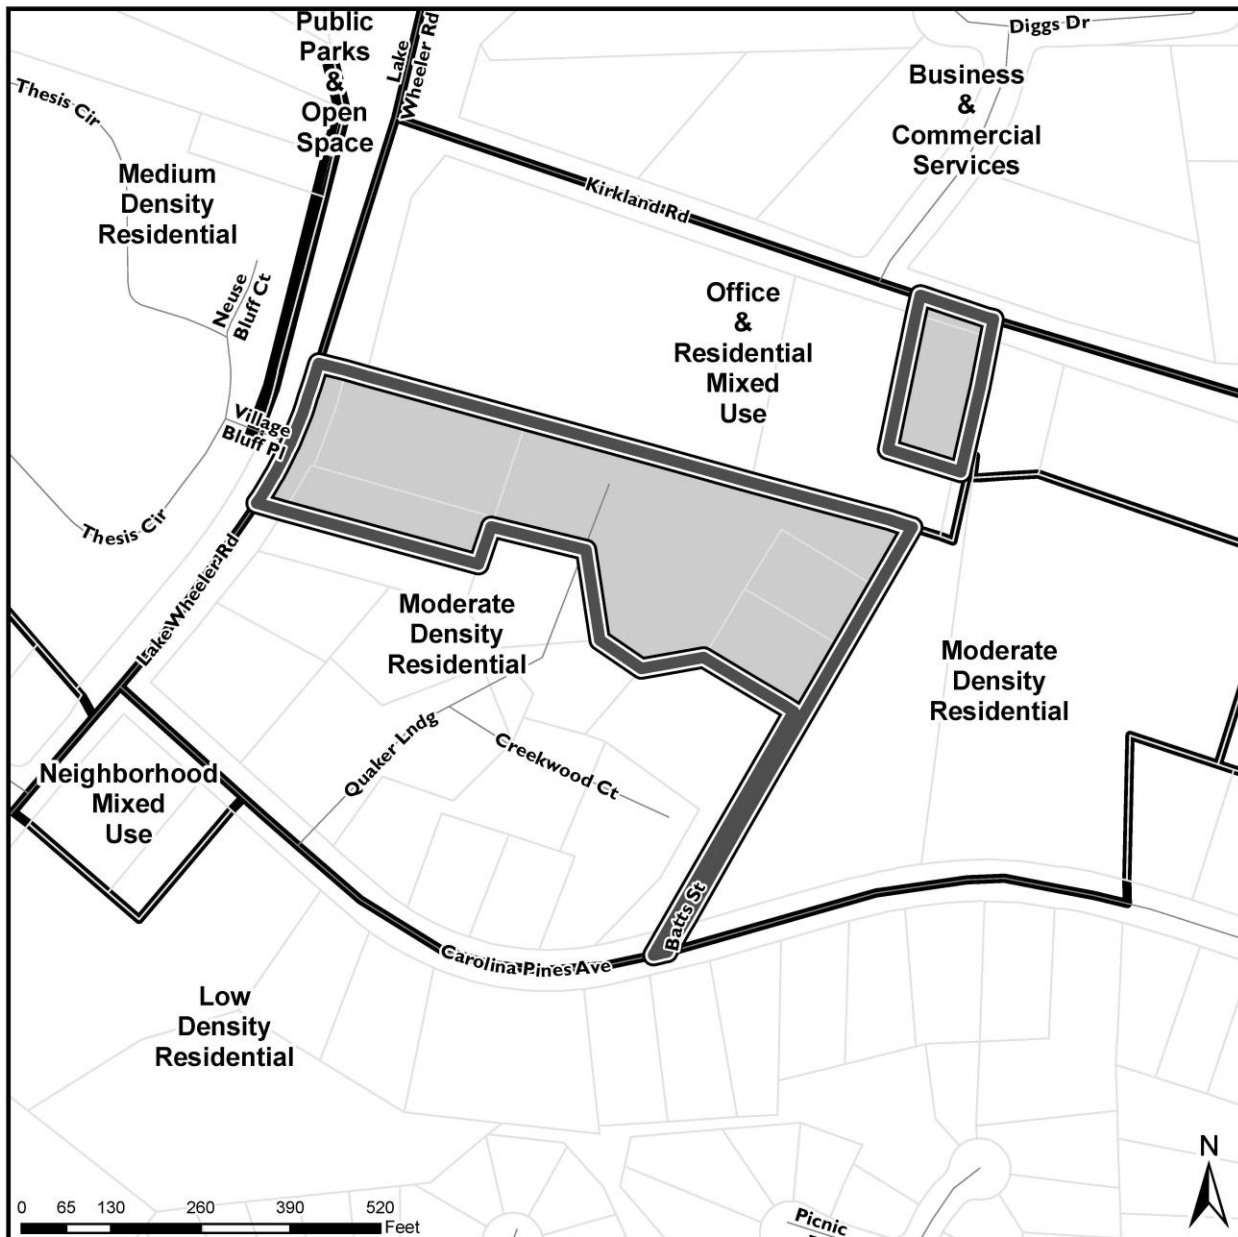 Public
Parks
&
Open
Space
Lake
Wheeler Rd
Diggs Dr
Business
&
Commercial
Services
Thesis Cir
Medium
Density
Residential
Kirkland Rd
Neuse
Bluff Ct
Office
&
Residential
Mixed
Use
Village
Bluff Pl
Thesis Cir
Lake Wheeler Rd
Moderate
Density
Residential
Moderate
Density
Residential
Quaker Lndg
Creekwood Ct
Neighborhood
Mixed
Use
Batts St
Carolina Pines Ave
Low
Density
Residential
N
0 65 130 260 390 520
Feet
Picnic